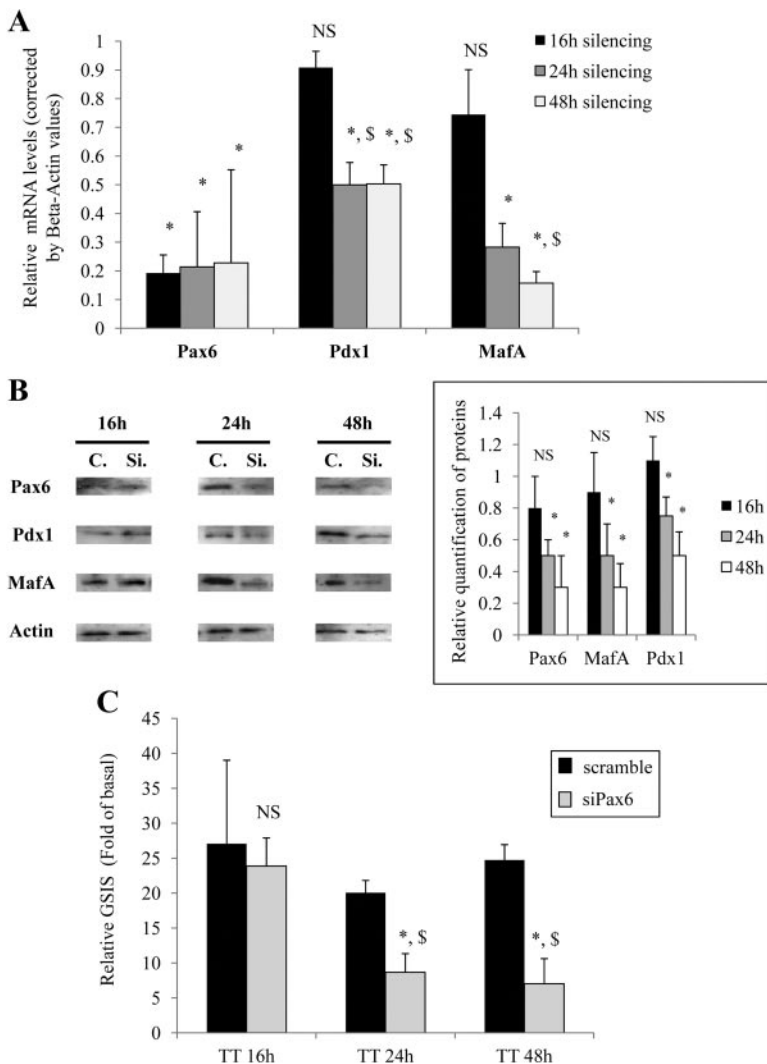 A
Relative mRNA levels (corrected
by Beta-Actin values)
1
0.9
0.8
0.7
0.6
0.5
0.4
0.3
0.2
0.1
0
NS
NS
*, $ *, $
*
*
*
*
*, $
16h silencing
24h silencing
48h silencing
Pax6 Pdx1 MafA
B
16h 24h 48h
C. Si. C. Si. C. Si.
Pax6
Pdx1
MafA
Actin
Relative quantification of proteins
1.4
1.2
1
0.8
0.6
0.4
0.2
0
NS
NS
NS
*
*
*
*
*
*
16h
24h
48h
Pax6 MafA Pdx1
C
Relative GSIS (Fold of basal)
45
40
35
30
25
20
15
10
5
0
NS
*, $
*, $
scramble
siPax6
TT 16h TT 24h TT 48h